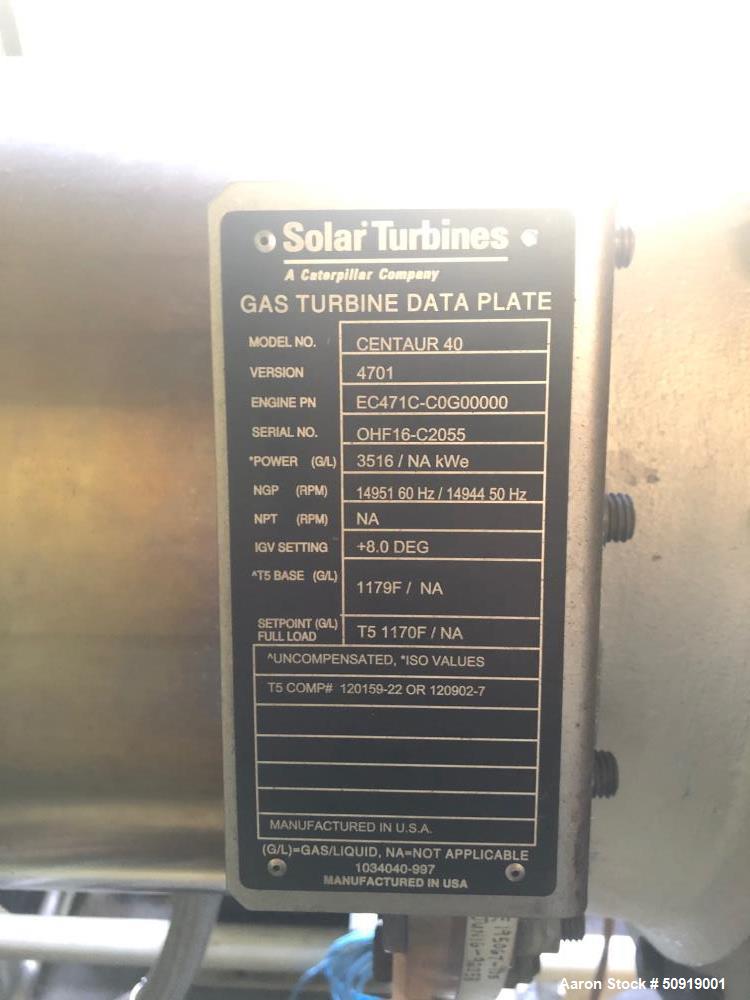 Solar Turbines
A Caterpillar Company
GAS TURBINE DATA PLATE
MODEL NO. CENTAUR 40
VERSION 4701
ENGINE PN EC471C-C0G00000
SERIAL NO. OHF16-C2055
*POWER (G/L) 3516 / NA kWe
NGP (RPM) 14951 60 Hz / 14944 50 Hz
NPT (RPM) NA
IGV SETTING +8.0 DEG
^T5 BASE (G/L) 1179F / NA
SETPOINT (G/L)
FULL LOAD T5 1170F / NA
^UNCOMPENSATED, *ISO VALUES
T5 COMP# 120159-22 OR 120902-7
MANUFACTURED IN U.S.A.
(G/L)=GAS/LIQUID, NA=NOT APPLICABLE
1034040-997
MANUFACTURED IN USA
Aaron Stock # 50919001